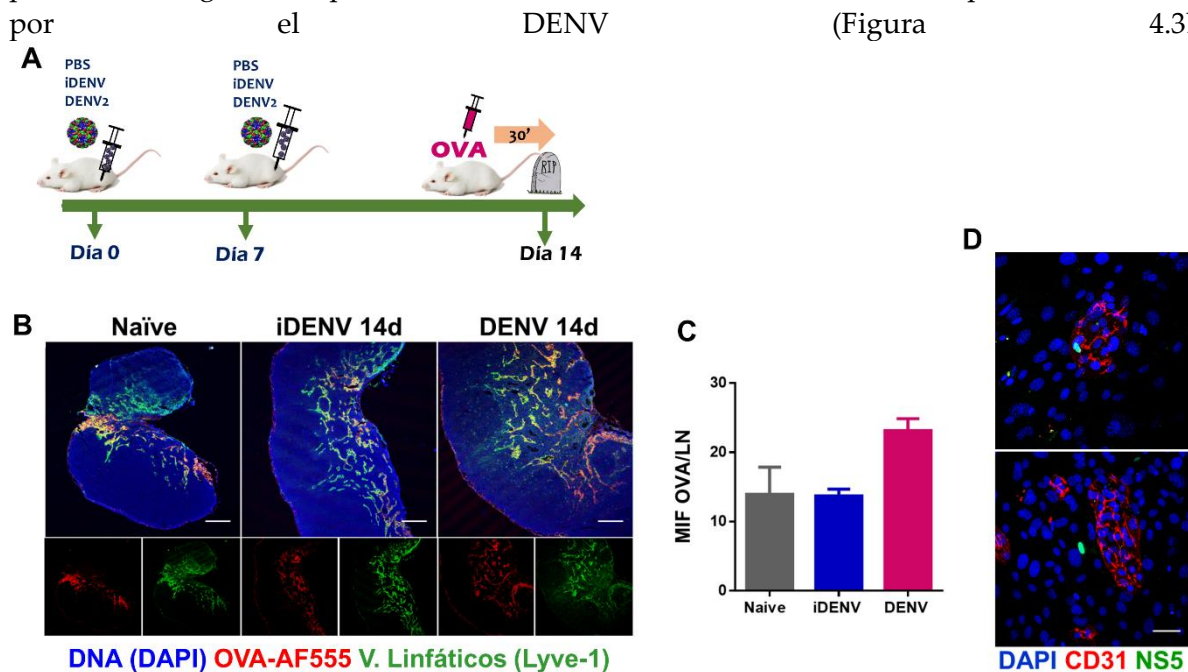 por el DENV (Figura 4.3
A
PBS
iDENV
DENV2
PBS
iDENV
DENV2
OVA
30'
RIP
Día 0
Día 7
Día 14
B
Naïve
iDENV 14d
DENV 14d
DNA (DAPI) OVA-AF555 V. Linfáticos (Lyve-1)
C
MIF OVA/LN
30
20
10
0
Naive
iDENV
DENV
D
DAPI CD31 NS5